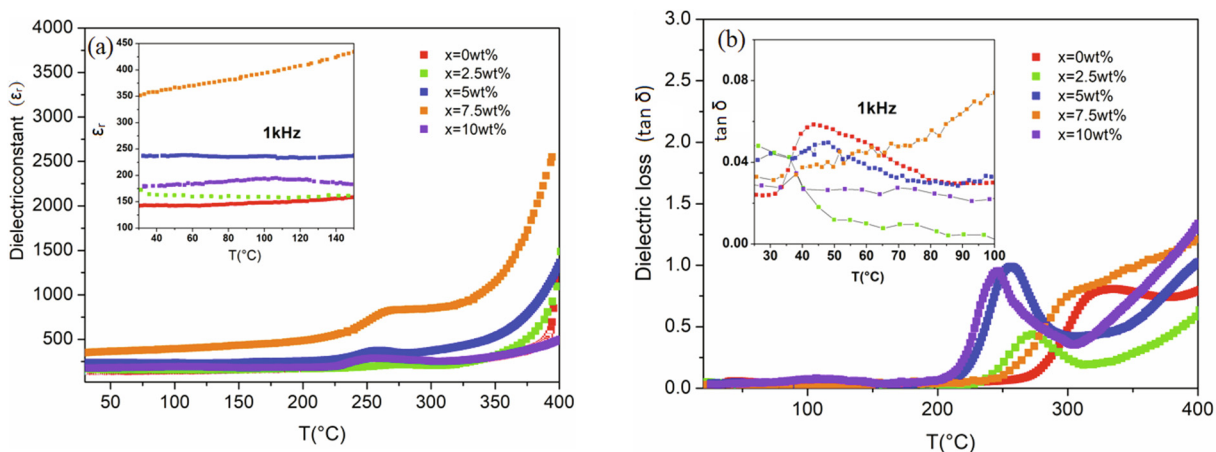 (a)
Dielectricconstant (εr)
4000
3500
3000
2500
2000
1500
1000
500
50 100 150 200 250 300 350 400
T(°C)
x=0wt%
x=2.5wt%
x=5wt%
x=7.5wt%
x=10wt%
εr
450
400
350
300
250
200
150
100
1kHz
40 60 80 100 120 140
T(°C)
(b)
Dielectric loss (tan δ)
3.0
2.5
2.0
1.5
1.0
0.5
0.0
100 200 300 400
T(°C)
x=0wt%
x=2.5wt%
x=5wt%
x=7.5wt%
x=10wt%
tan δ
0.08
0.04
0.00
1kHz
30 40 50 60 70 80 90 100
T(°C)